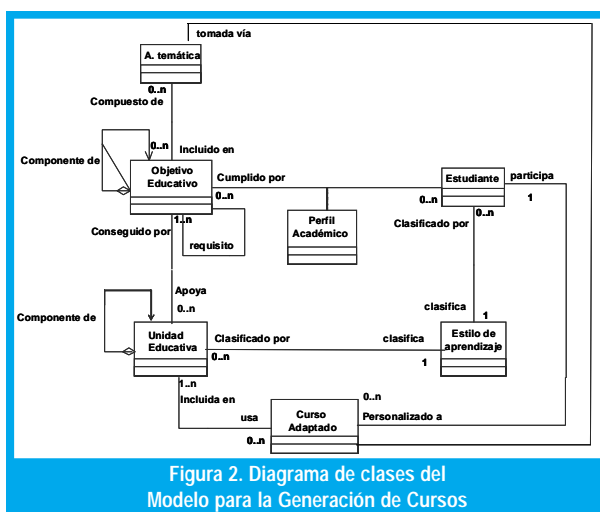 tomada vía
A. temática
0..n
Compuesto de
0..n
Incluido en
Componente de
Objetivo
Educativo
Cumplido por
0..n
Estudiante
participa
0..n
1
Perfil
Académico
1..n
Conseguido por
requisito
0..n
Clasificado por
Apoya
0..n
clasifica
1
Componente de
Unidad
Educativa
Clasificado por
0..n
clasifica
1
Estilo de
aprendizaje
1..n
Incluida en
usa
0..n
Curso
Adaptado
0..n
Personalizado a
Figura 2. Diagrama de clases del
Modelo para la Generación de Cursos